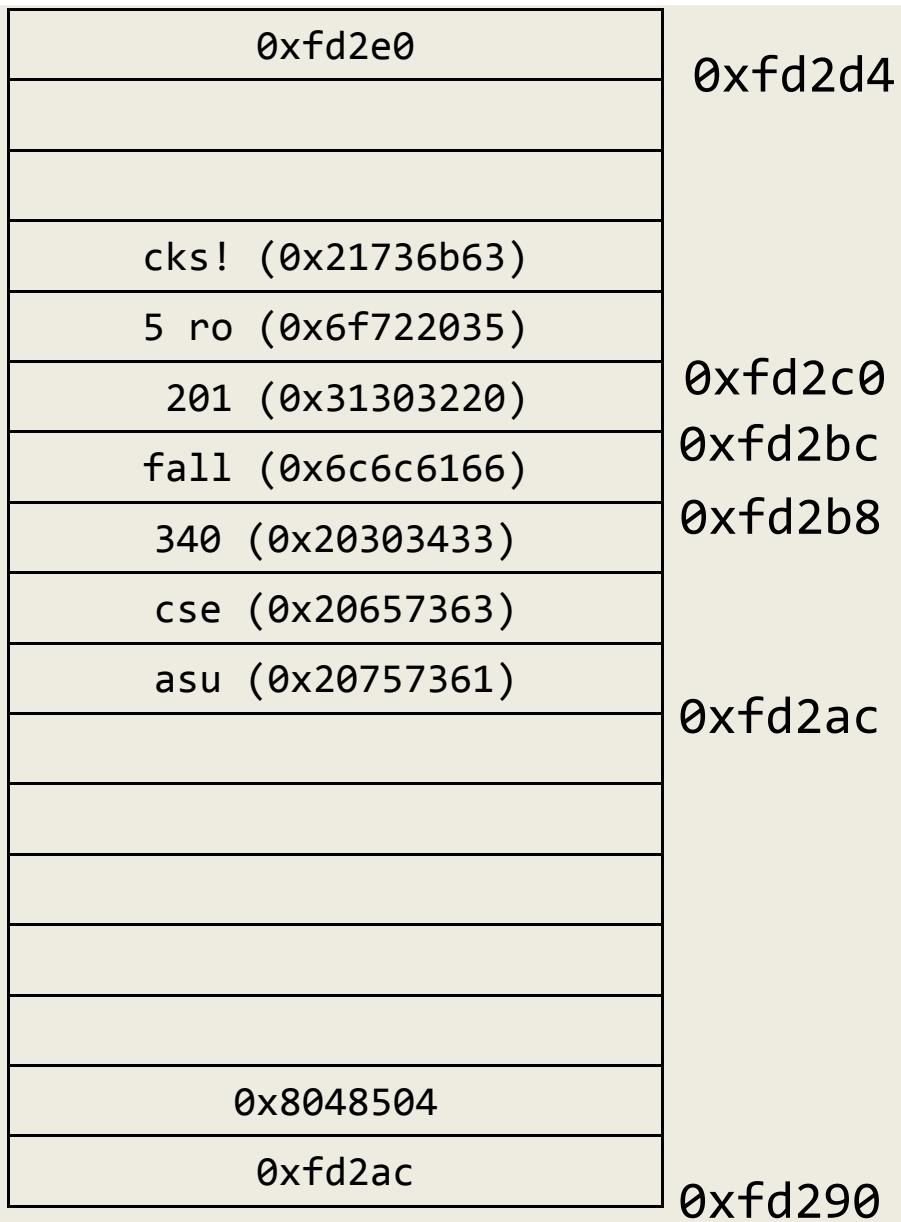 0xfd2e0
0xfd2d4
cks! (0x21736b63)
5 ro (0x6f722035)
0xfd2c0
201 (0x31303220)
0xfd2bc
fall (0x6c6c6166)
0xfd2b8
340 (0x20303433)
cse (0x20657363)
asu (0x20757361)
0xfd2ac
0x8048504
0xfd2ac
0xfd290